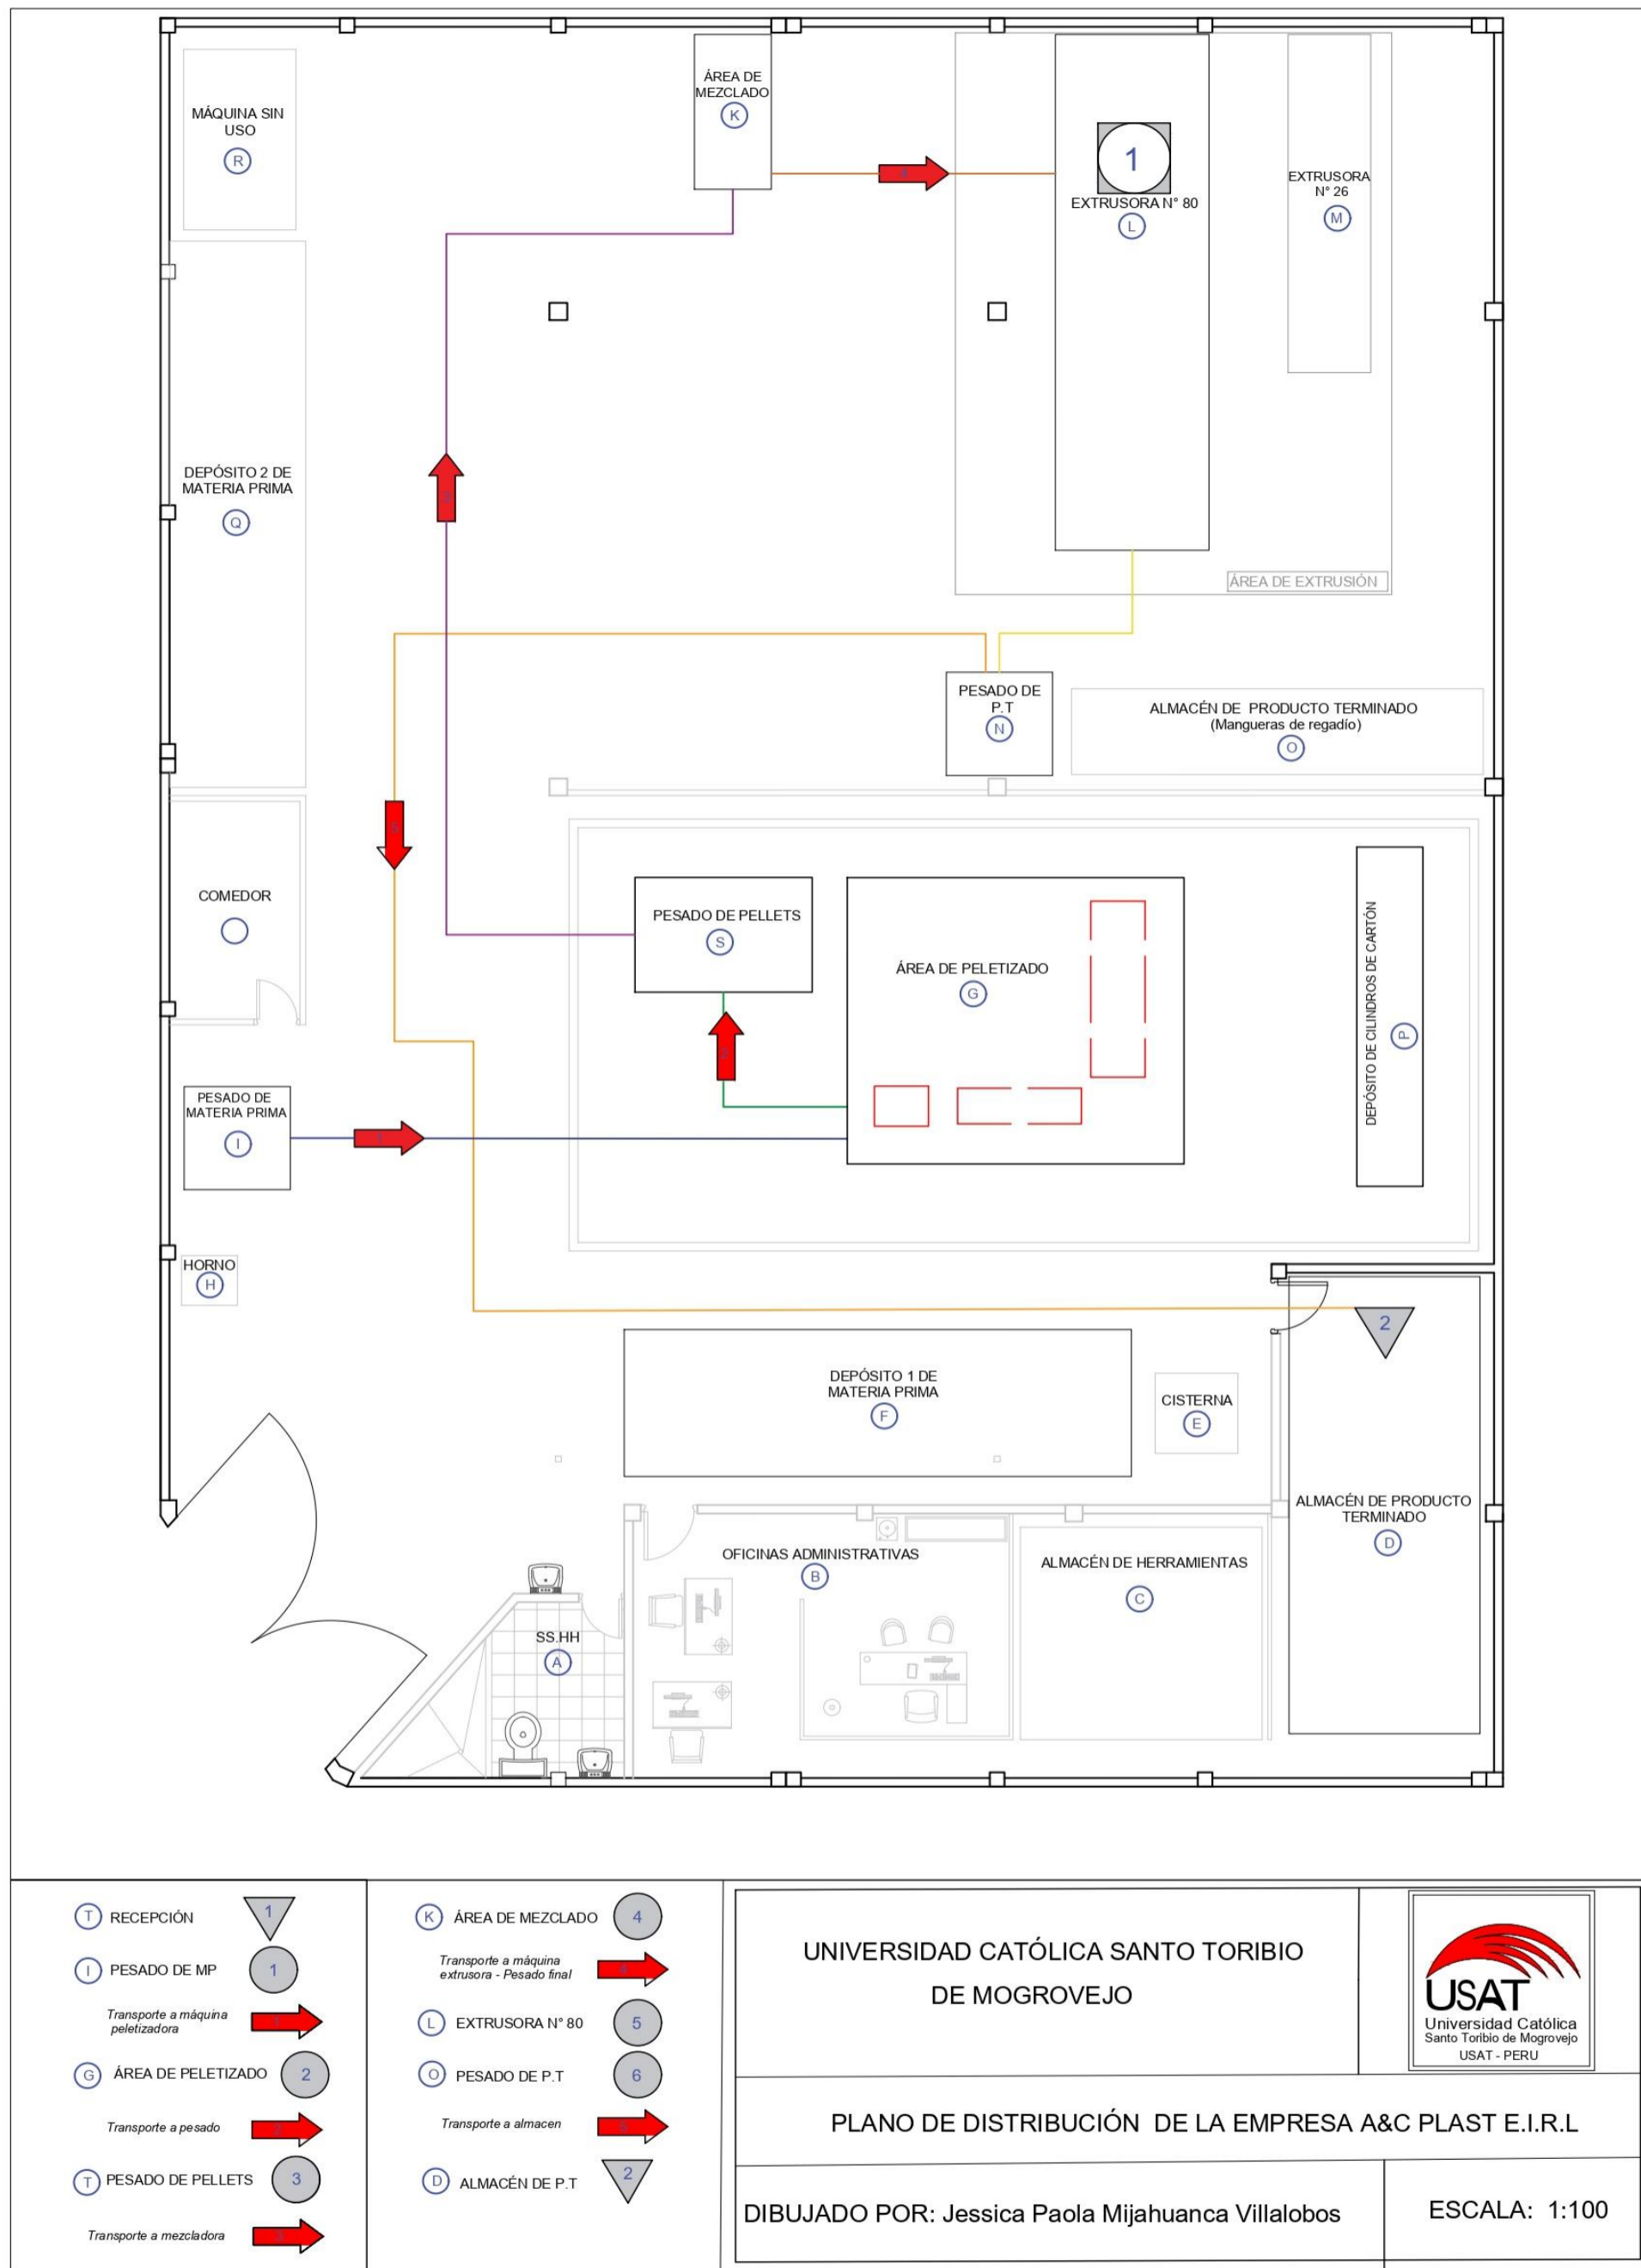 ÁREA DE
MEZCLADO
K
MÁQUINA SIN
USO
R
1
EXTRUSORA N° 80
L
EXTRUSORA
N° 26
M
4
DEPÓSITO 2 DE
MATERIA PRIMA
Q
ÁREA DE EXTRUSIÓN
PESADO DE
P.T
N
ALMACÉN DE PRODUCTO TERMINADO
(Mangueras de regadío)
O
COMEDOR
PESADO DE PELLETS
S
ÁREA DE PELETIZADO
G
DEPÓSITO DE CILINDROS DE CARTÓN
P
PESADO DE
MATERIA PRIMA
I
1
HORNO
H
2
DEPÓSITO 1 DE
MATERIA PRIMA
F
CISTERNA
E
ALMACÉN DE PRODUCTO
TERMINADO
D
OFICINAS ADMINISTRATIVAS
B
ALMACÉN DE HERRAMIENTAS
C
SS.HH
A
T RECEPCIÓN 1
I PESADO DE MP 1
Transporte a máquina
peletizadora
1
G ÁREA DE PELETIZADO 2
Transporte a pesado 2
T PESADO DE PELLETS 3
Transporte a mezcladora 3
K ÁREA DE MEZCLADO 4
Transporte a máquina
extrusora - Pesado final
4
L EXTRUSORA N° 80 5
O PESADO DE P.T 6
Transporte a almacen 5
D ALMACÉN DE P.T 2
UNIVERSIDAD CATÓLICA SANTO TORIBIO
DE MOGROVEJO
USAT
Universidad Católica
Santo Toribio de Mogrovejo
USAT - PERU
PLANO DE DISTRIBUCIÓN DE LA EMPRESA A&C PLAST E.I.R.L
DIBUJADO POR: Jessica Paola Mijahuanca Villalobos
ESCALA: 1:100